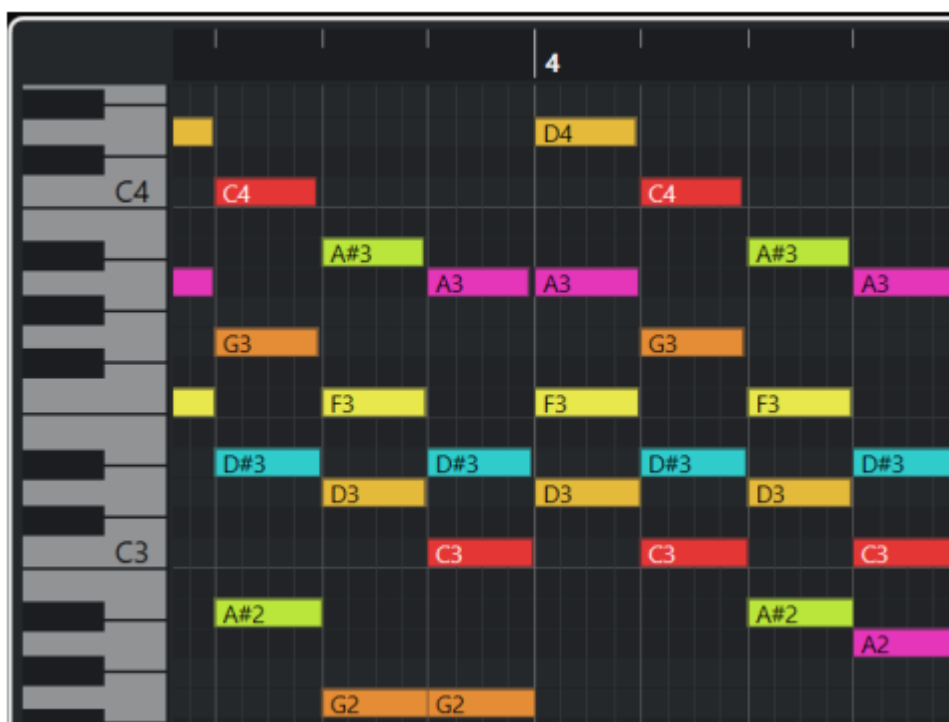 4
D4
C4 C4 C4
A#3 A#3
A3 A3 A3
G3 G3
F3 F3 F3
D#3 D#3 D#3 D#3
D3 D3 D3
C3 C3 C3 C3
A#2 A#2
A2
G2 G2